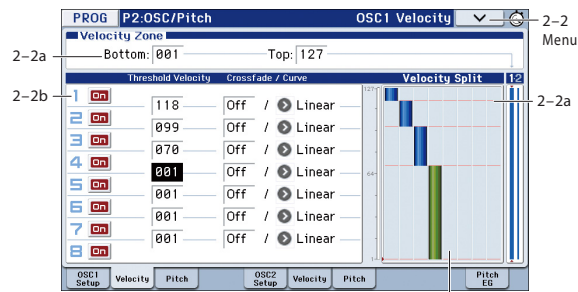 PROG P2:OSC/Pitch OSC1 Velocity
2–2
Menu
Velocity Zone
2–2a
Bottom: 001 Top: 127
Threshold Velocity Crossfade / Curve Velocity Split 12
2–2b
1 On
118 Off / Linear
2 On
099 Off / Linear
3 On
070 Off / Linear
4 On
001 Off / Linear
5 On
001 Off / Linear
6 On
001 Off / Linear
7 On
001 Off / Linear
8 On
127-
64-
1-
2–2a
OSC1 Setup Velocity Pitch OSC2 Setup Velocity Pitch Pitch EG